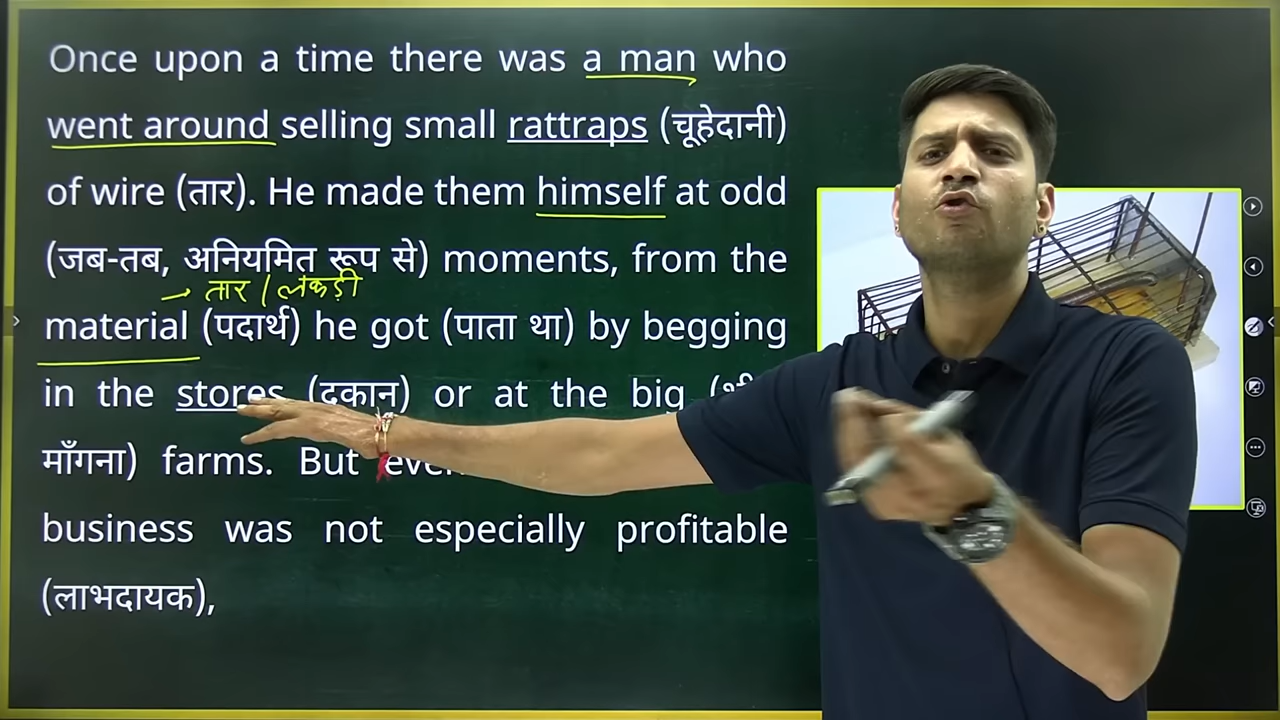 Once upon a time there was a man who
went around selling small rattraps (चूहेदानी)
of wire (तार). He made them himself at odd
(जब-तब, अनियमित रूप से) moments, from the
→ तार / लकड़ी
material (पदार्थ) he got (पाता था) by begging
in the stores (दुकान) or at the big
माँगना) farms. But
business was not especially profitable
(लाभदायक),